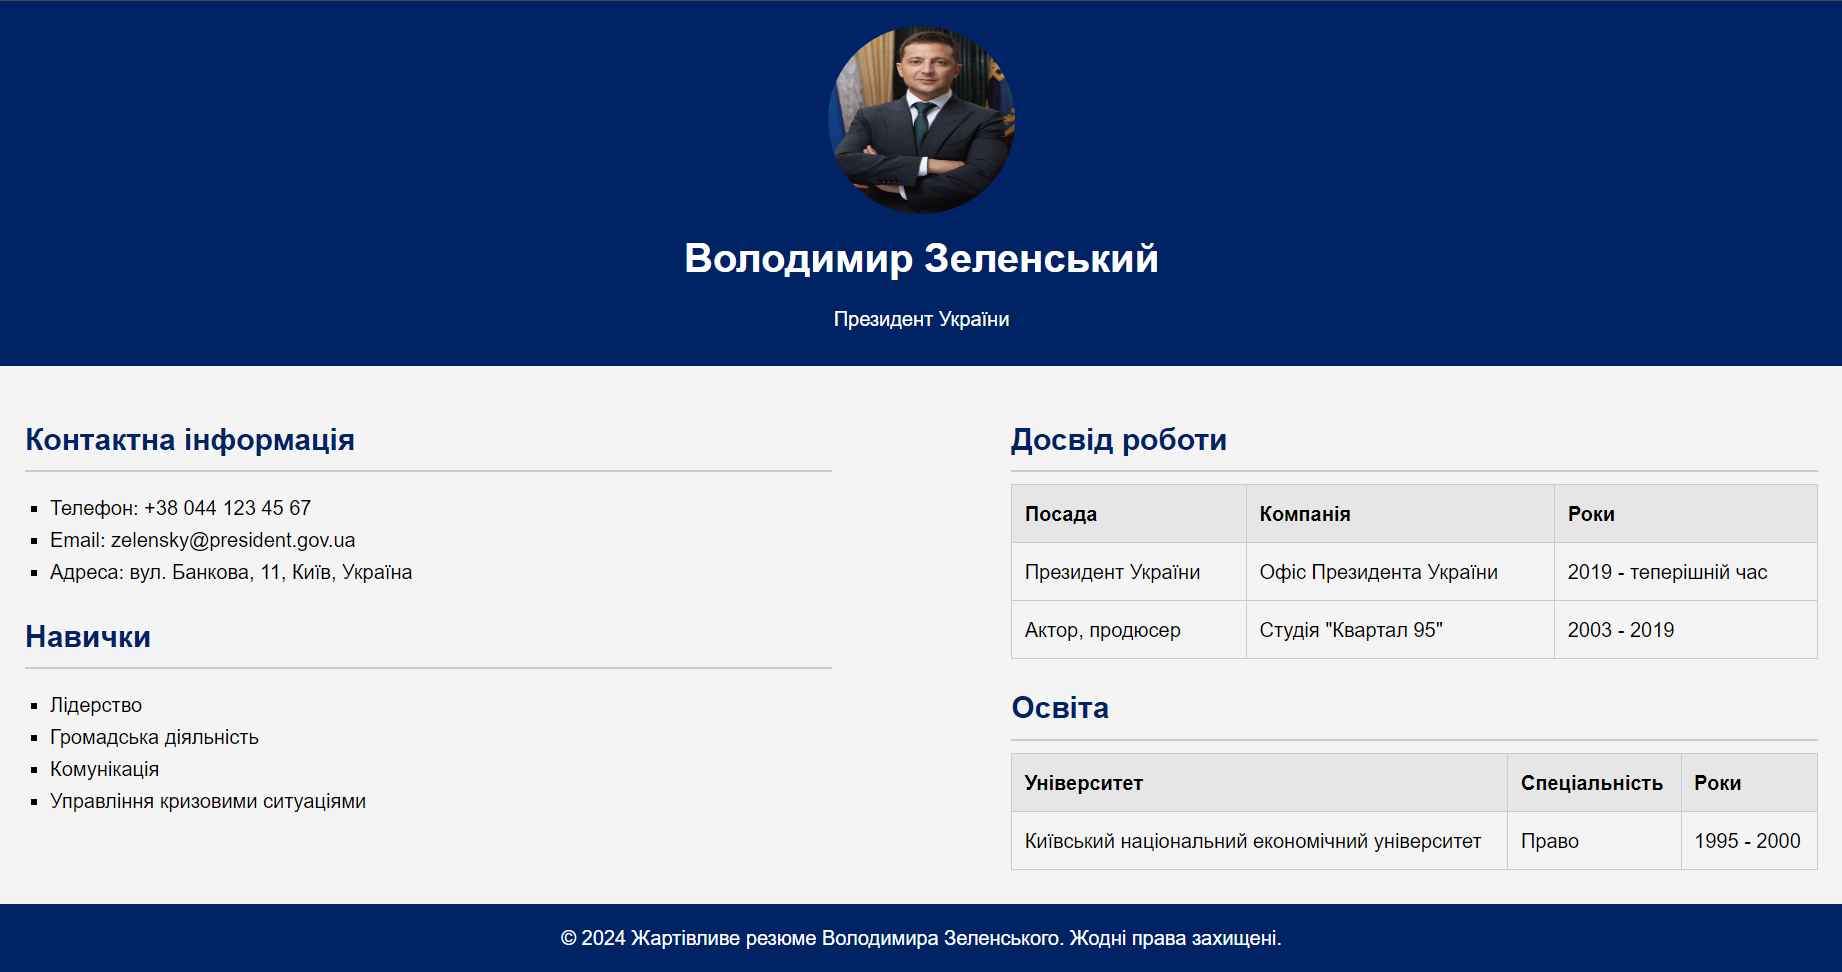 Володимир Зеленський
Президент України
Контактна інформація
Телефон: +38 044 123 45 67
Email: zelensky@president.gov.ua
Адреса: вул. Банкова, 11, Київ, Україна
Навички
Лідерство
Громадська діяльність
Комунікація
Управління кризовими ситуаціями
Досвід роботи
Посада Компанія Роки
Президент України Офіс Президента України 2019 - теперішній час
Актор, продюсер Студія "Квартал 95" 2003 - 2019
Освіта
Університет Спеціальність Роки
Київський національний економічний університет Право 1995 - 2000
© 2024 Жартівливе резюме Володимира Зеленського. Жодні права захищені.